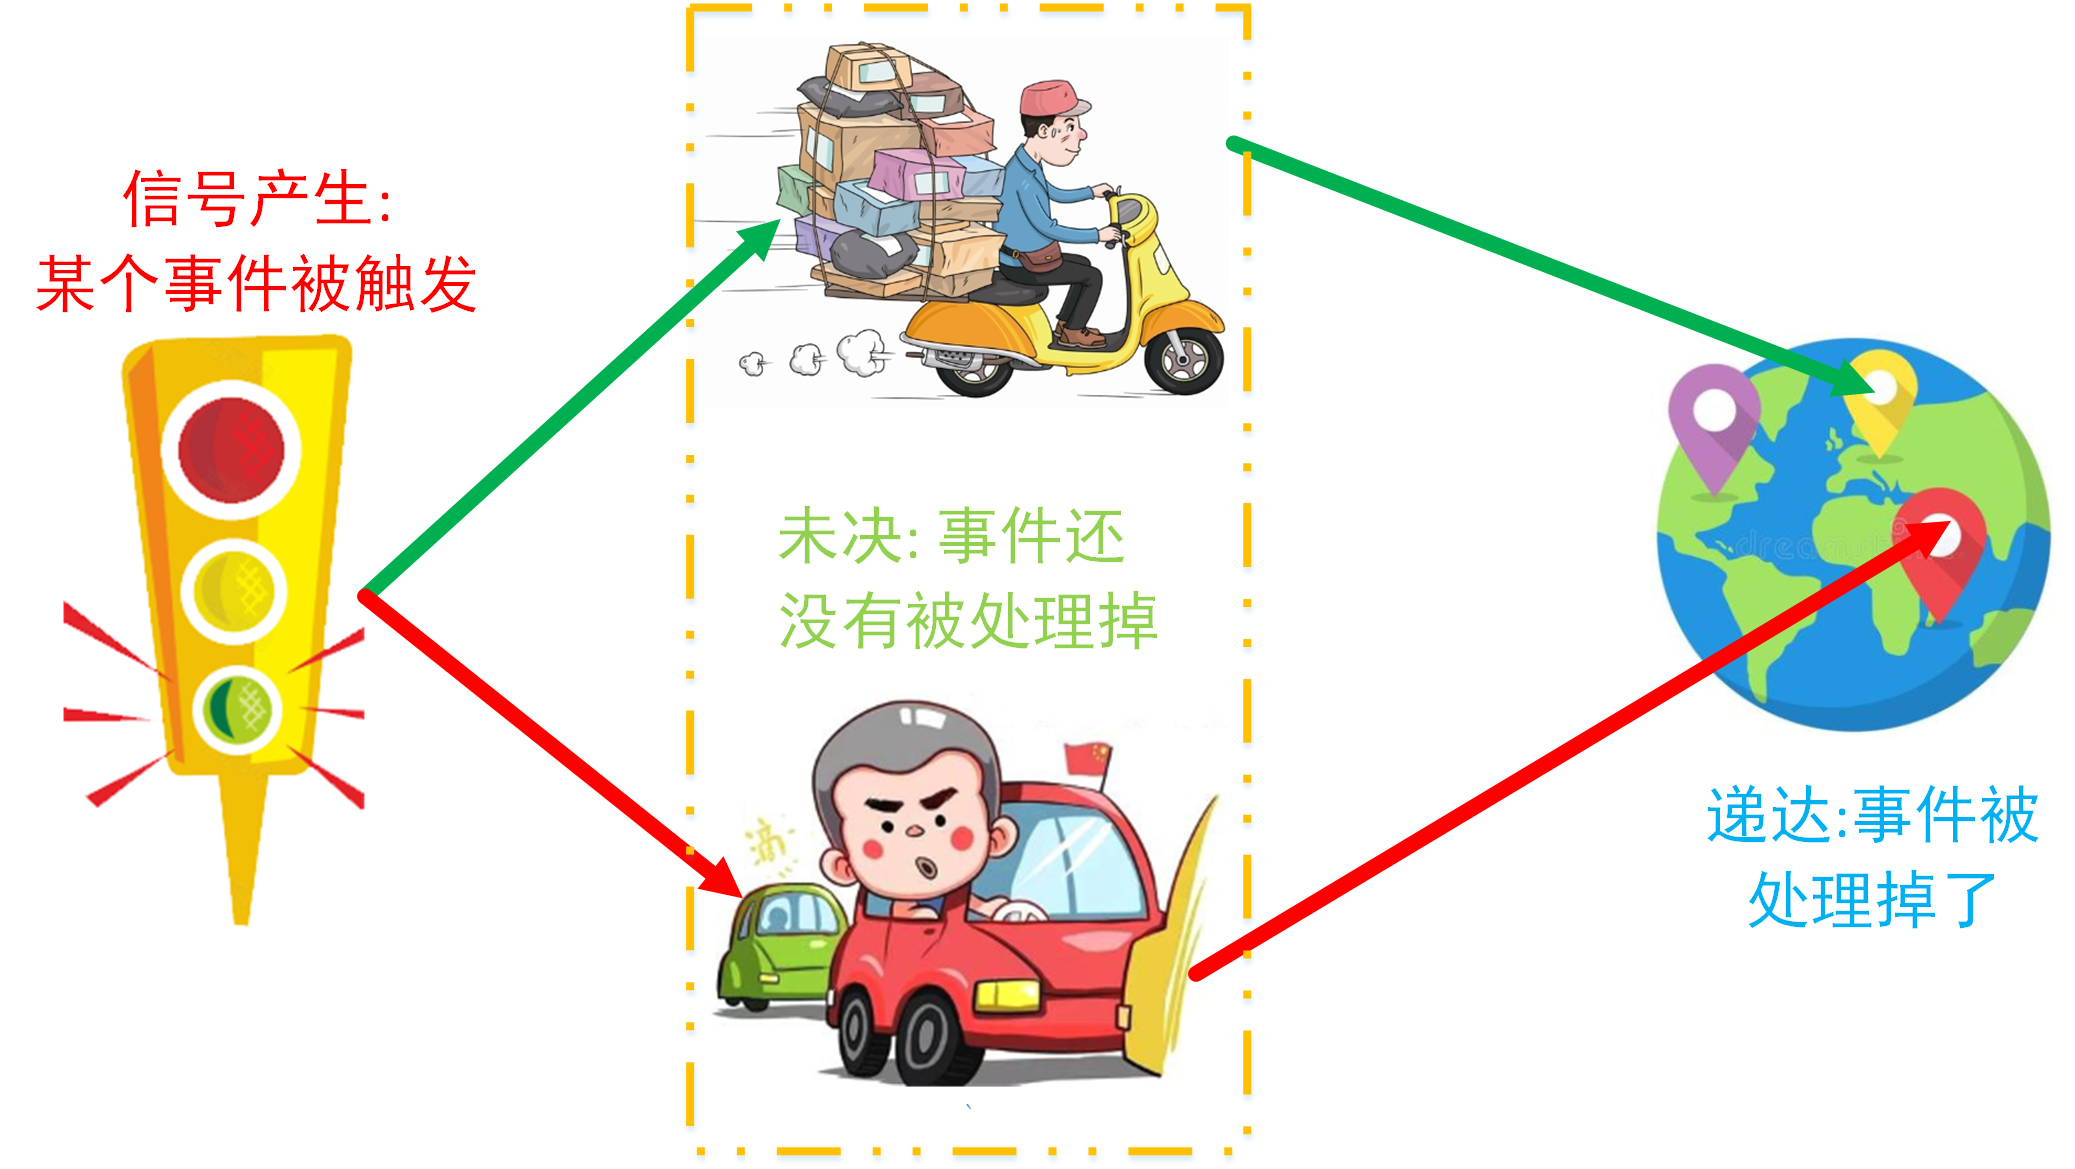 信号产生:
某个事件被触发
未决: 事件还
没有被处理掉
滴
递达:事件被
处理掉了